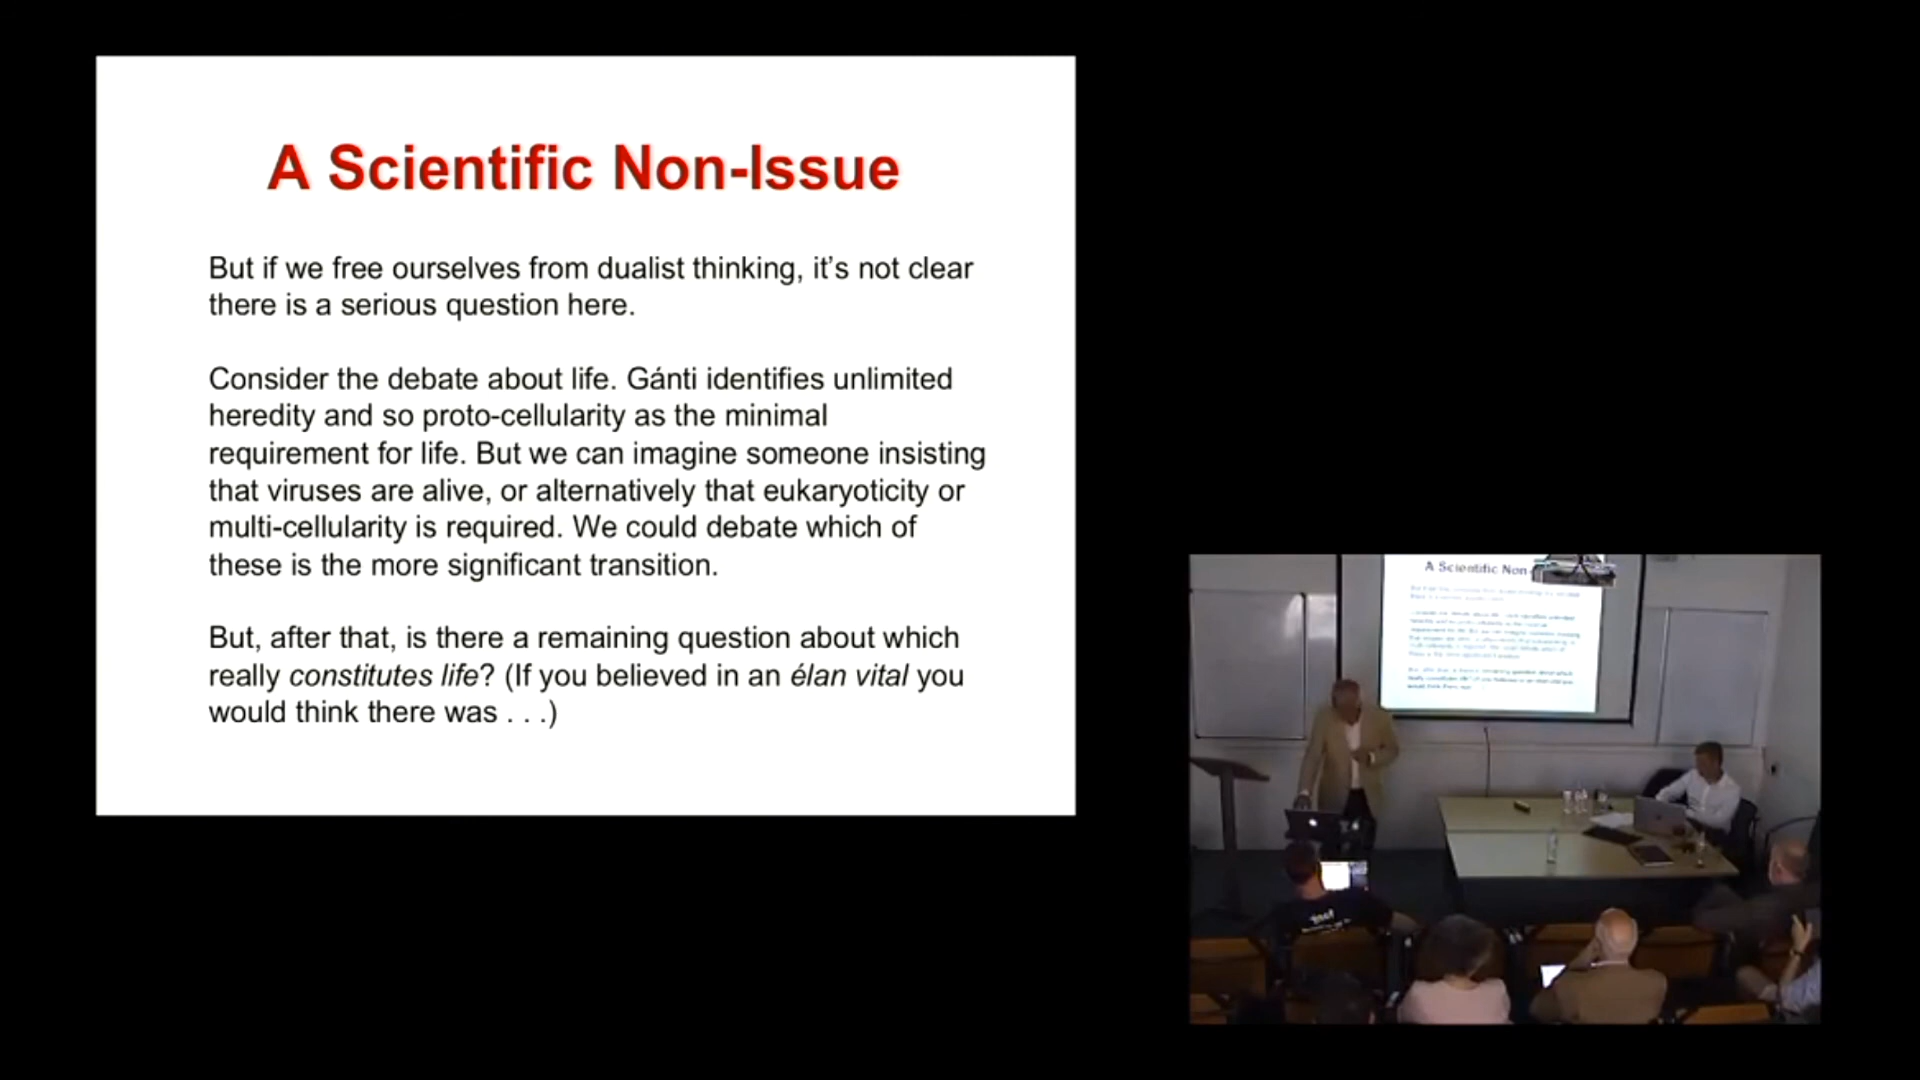 A Scientific Non-Issue
But if we free ourselves from dualist thinking, it’s not clear
there is a serious question here.
Consider the debate about life. Gánti identifies unlimited
heredity and so proto-cellularity as the minimal
requirement for life. But we can imagine someone insisting
that viruses are alive, or alternatively that eukaryoticity or
multi-cellularity is required. We could debate which of
these is the more significant transition.
But, after that, is there a remaining question about which
really constitutes life? (If you believed in an élan vital you
would think there was . . .)
A Scientific Non-